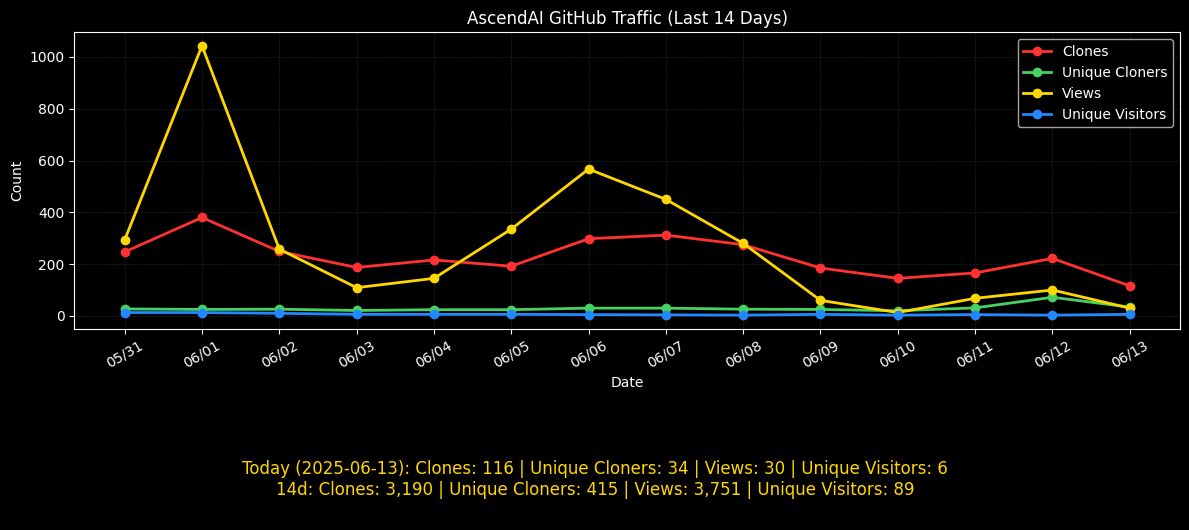 AscendAI GitHub Traffic (Last 14 Days)
Clones
Unique Cloners
Views
Unique Visitors
Count
1000
800
600
400
200
0
05/31 06/01 06/02 06/03 06/04 06/05 06/06 06/07 06/08 06/09 06/10 06/11 06/12 06/13
Date
Today (2025-06-13): Clones: 116 | Unique Cloners: 34 | Views: 30 | Unique Visitors: 6
14d: Clones: 3,190 | Unique Cloners: 415 | Views: 3,751 | Unique Visitors: 89